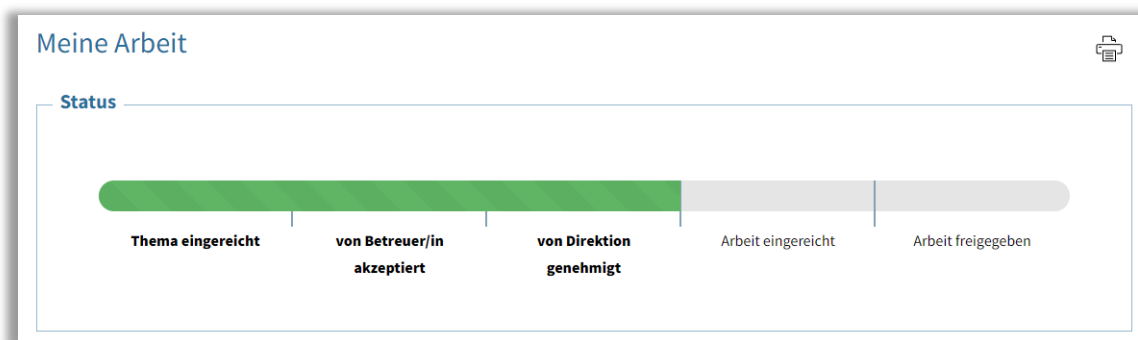 Meine Arbeit
Status
Thema eingereicht
von Betreuer/in
akzeptiert
von Direktion
genehmigt
Arbeit eingereicht
Arbeit freigegeben